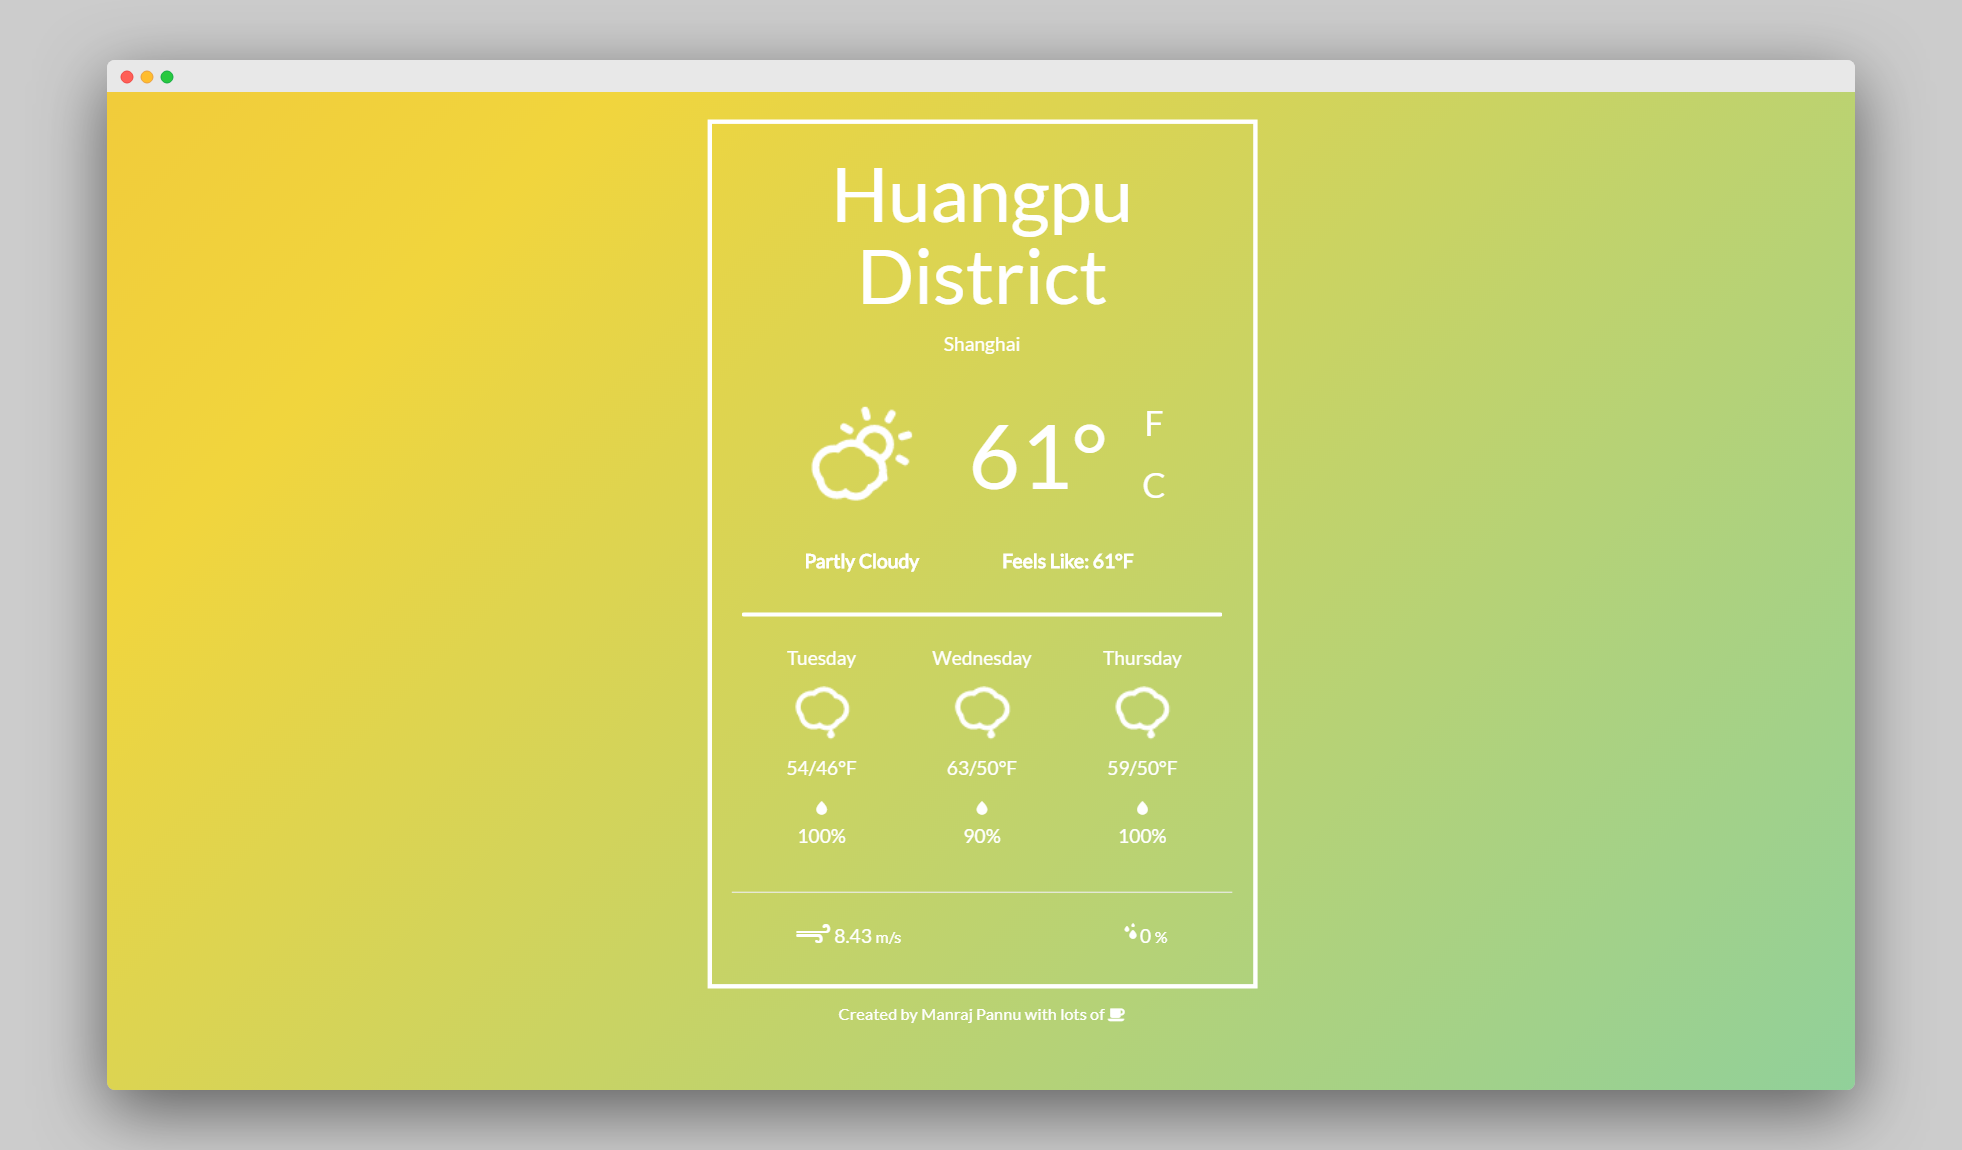 Huangpu
District
Shanghai
61°
F
C
Partly Cloudy
Feels Like: 61°F
Tuesday Wednesday Thursday
54/46°F 63/50°F 59/50°F
100% 90% 100%
8.43 m/s 0 %
Created by Manraj Pannu with lots of